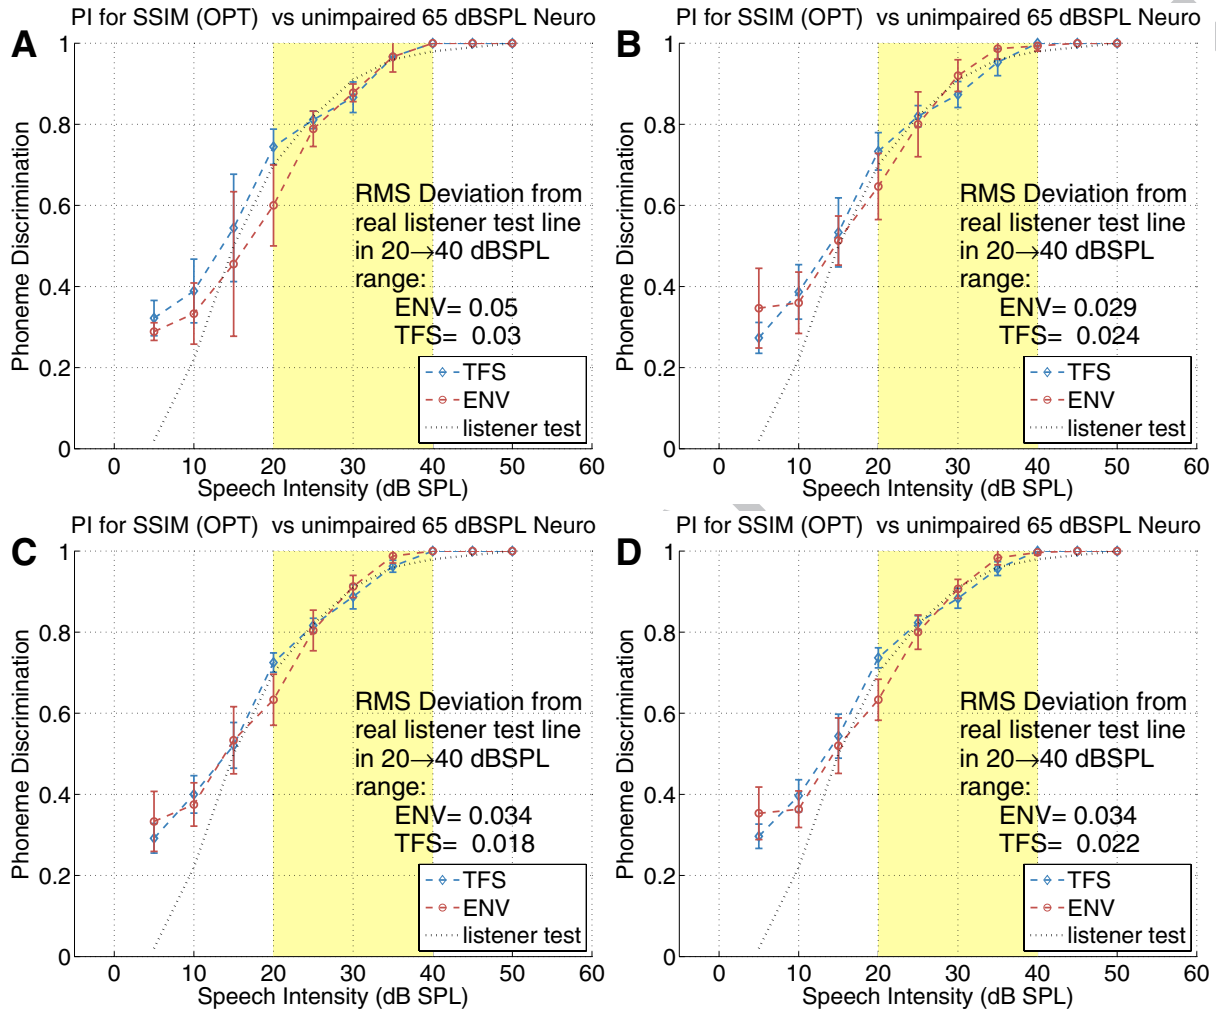 PI for SSIM (OPT)  vs unimpaired 65 dBSPL Neuro
A
1
0.8
0.6
0.4
0.2
0
Phoneme Discrimination
RMS Deviation from
real listener test line
in 20→40 dBSPL
range:
ENV= 0.05
TFS= 0.03
TFS
ENV
listener test
0 10 20 30 40 50 60
Speech Intensity (dB SPL)
PI for SSIM (OPT)  vs unimpaired 65 dBSPL Neuro
B
1
0.8
0.6
0.4
0.2
0
Phoneme Discrimination
RMS Deviation from
real listener test line
in 20→40 dBSPL
range:
ENV= 0.029
TFS= 0.024
TFS
ENV
listener test
0 10 20 30 40 50 60
Speech Intensity (dB SPL)
PI for SSIM (OPT)  vs unimpaired 65 dBSPL Neuro
C
1
0.8
0.6
0.4
0.2
0
Phoneme Discrimination
RMS Deviation from
real listener test line
in 20→40 dBSPL
range:
ENV= 0.034
TFS= 0.018
TFS
ENV
listener test
0 10 20 30 40 50 60
Speech Intensity (dB SPL)
PI for SSIM (OPT)  vs unimpaired 65 dBSPL Neuro
D
1
0.8
0.6
0.4
0.2
0
Phoneme Discrimination
RMS Deviation from
real listener test line
in 20→40 dBSPL
range:
ENV= 0.034
TFS= 0.022
TFS
ENV
listener test
0 10 20 30 40 50 60
Speech Intensity (dB SPL)